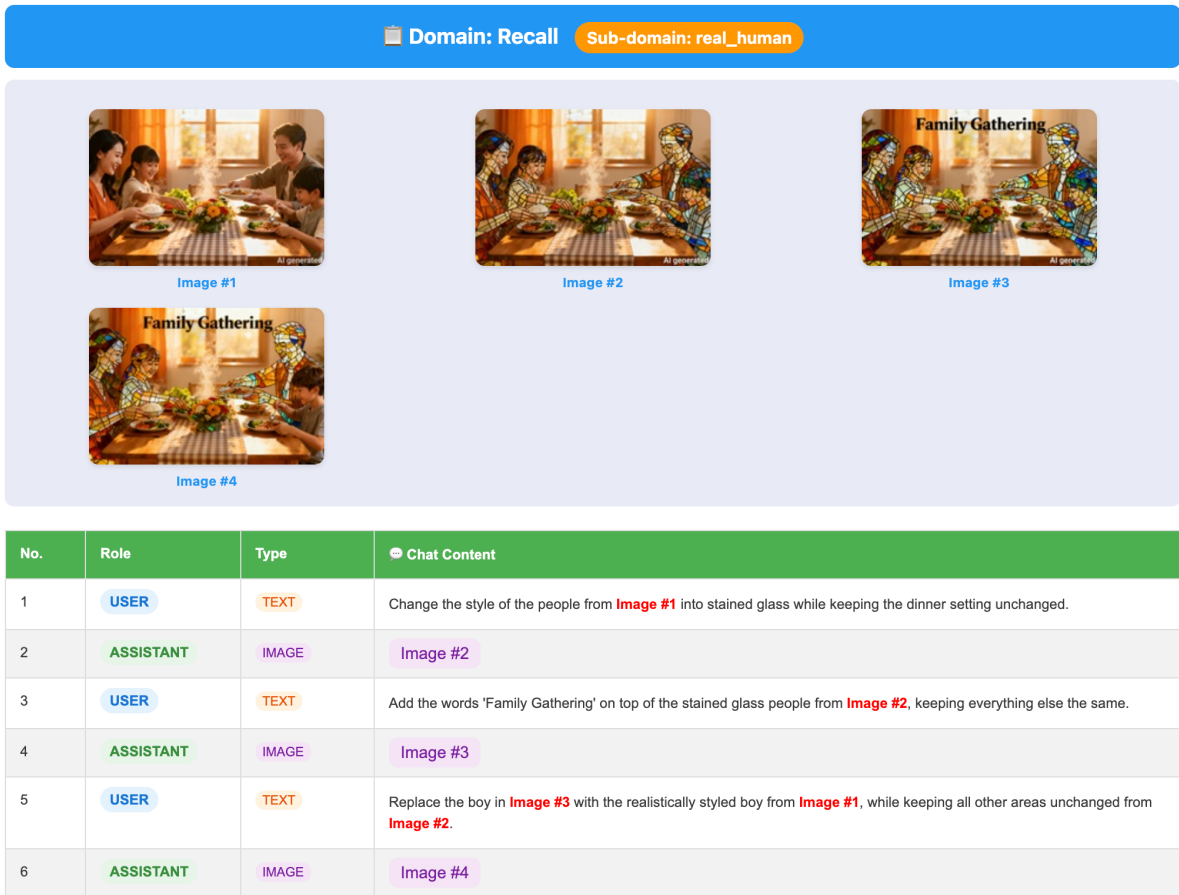 📋 Domain: Recall Sub-domain: real_human
Family Gathering
AI generated
AI generated
AI generated
Image #1
Image #2
Image #3
Family Gathering
Image #4
No. Role Type 💬 Chat Content
1 USER TEXT Change the style of the people from Image #1 into stained glass while keeping the dinner setting unchanged.
2 ASSISTANT IMAGE Image #2
3 USER TEXT Add the words 'Family Gathering' on top of the stained glass people from Image #2, keeping everything else the same.
4 ASSISTANT IMAGE Image #3
5 USER TEXT Replace the boy in Image #3 with the realistically styled boy from Image #1, while keeping all other areas unchanged from
Image #2.
6 ASSISTANT IMAGE Image #4